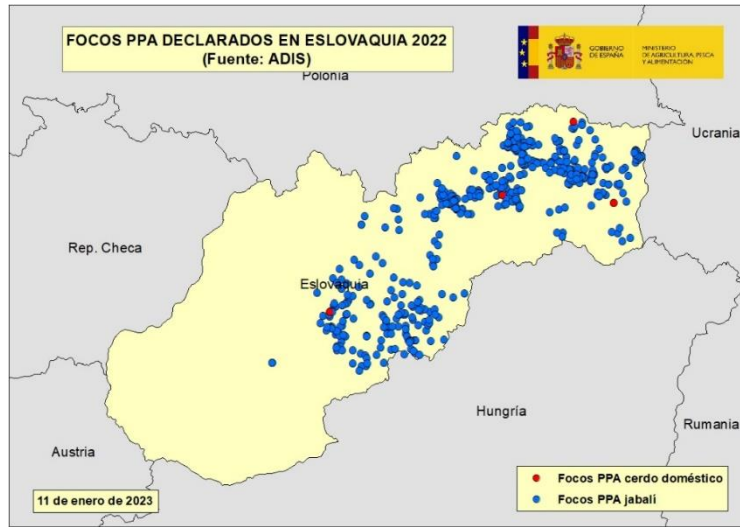 FOCOS PPA DECLARADOS EN ESLOVAQUIA 2022
(Fuente: ADIS)
GOBIERNO
DE ESPAÑA
MINISTERIO
DE AGRICULTURA, PESCA
Y ALIMENTACIÓN
Polonia
Ucrania
Rep. Checa
Eslovaquia
Hungría
Rumania
Austria
Focos PPA cerdo doméstico
Focos PPA jabalí
11 de enero de 2023